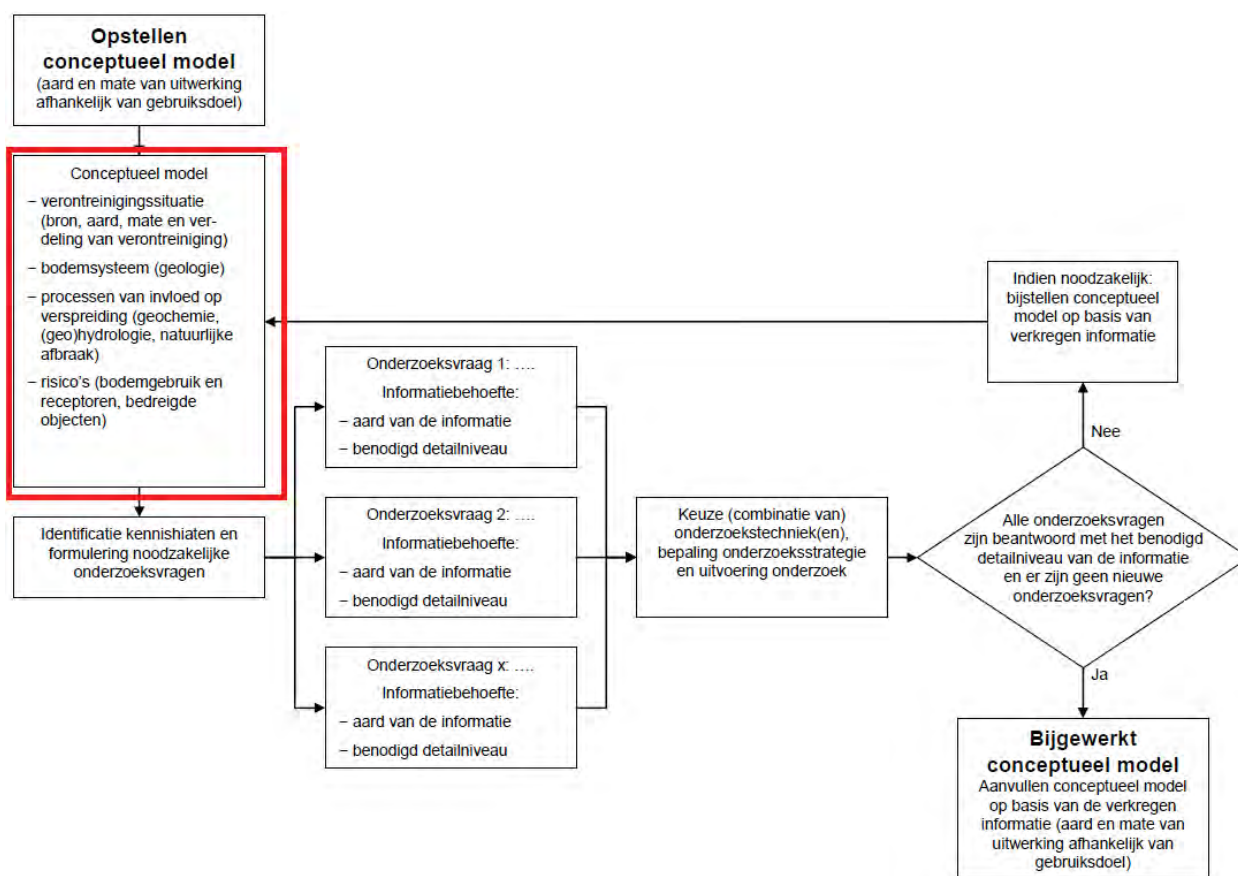 Opstellen
conceptueel model
(aard en mate van uitwerking
afhankelijk van gebruiksdoel)
Conceptueel model
– verontreinigingssituatie
(bron, aard, mate en ver-
deling van verontreiniging)
– bodemsysteem (geologie)
– processen van invloed op
verspreiding (geochemie,
(geo)hydrologie, natuurlijke
afbraak)
– risico's (bodemgebruik en
receptoren, bedreigde
objecten)
Identificatie kennishiaten en
formulering noodzakelijke
onderzoeksvragen
Onderzoeksvraag 1: ….
Informatiebehoefte:
– aard van de informatie
– benodigd detailniveau
Onderzoeksvraag 2: ….
Informatiebehoefte:
– aard van de informatie
– benodigd detailniveau
Onderzoeksvraag x: ….
Informatiebehoefte:
– aard van de informatie
– benodigd detailniveau
Keuze (combinatie van)
onderzoekstechniek(en),
bepaling onderzoeksstrategie
en uitvoering onderzoek
Indien noodzakelijk:
bijstellen conceptueel
model op basis van
verkregen informatie
Nee
Alle onderzoeksvragen
zijn beantwoord met het benodigd
detailniveau van de informatie
en er zijn geen nieuwe
onderzoeksvragen?
Ja
Bijgewerkt
conceptueel model
Aanvullen conceptueel model
op basis van de verkregen
informatie (aard en mate van
uitwerking afhankelijk van
gebruiksdoel)